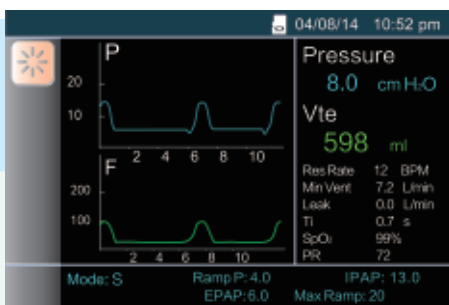 04/08/14 10:52 pm
P
20
10
2 4 6 8 10
F
200
100
2 4 6 8 10
Pressure
8.0 cmH₂O
Vte
598 ml
Res Rate 12 BPM
Min Vent 7.2 L/min
Leak 0.0 L/min
Ti 0.7 s
SpO₂ 99%
PR 72
Mode: S Ramp P: 4.0 IPAP: 13.0
EPAP: 6.0 Max Ramp: 20